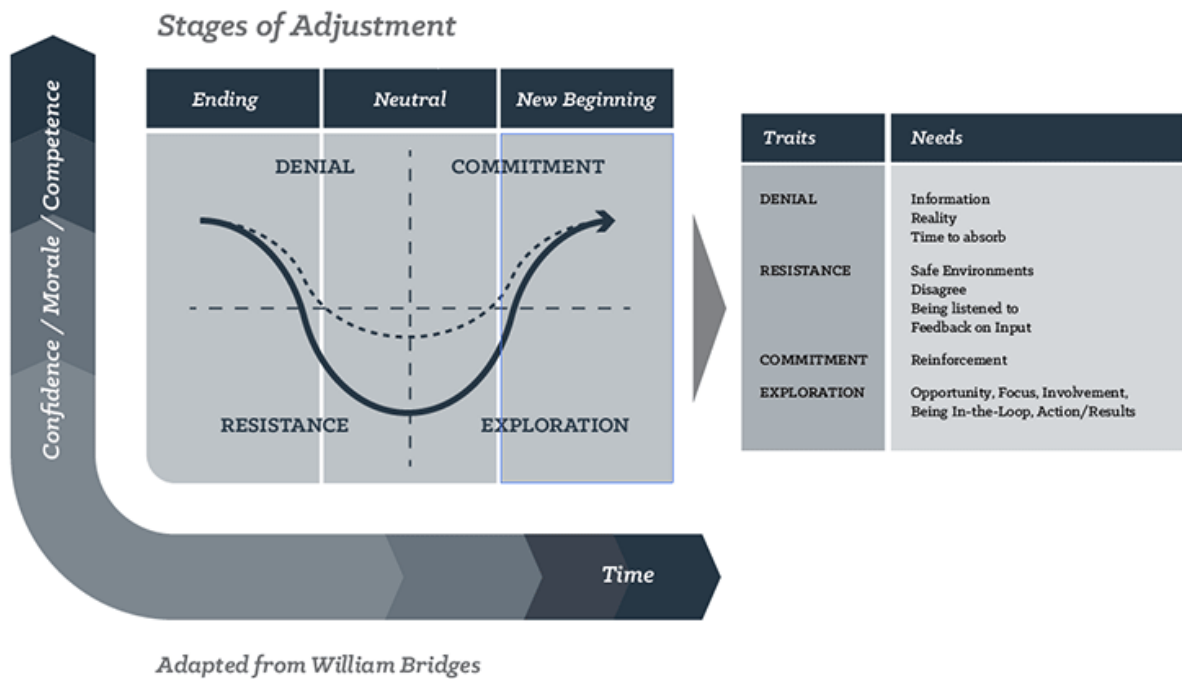 Stages of Adjustment
Confidence / Morale / Competence
Ending
Neutral
New Beginning
DENIAL
COMMITMENT
RESISTANCE
EXPLORATION
Time
Traits
Needs
DENIAL
Information
Reality
Time to absorb
RESISTANCE
Safe Environments
Disagree
Being listened to
Feedback on Input
COMMITMENT
Reinforcement
EXPLORATION
Opportunity, Focus, Involvement,
Being In-the-Loop, Action/Results
Adapted from William Bridges